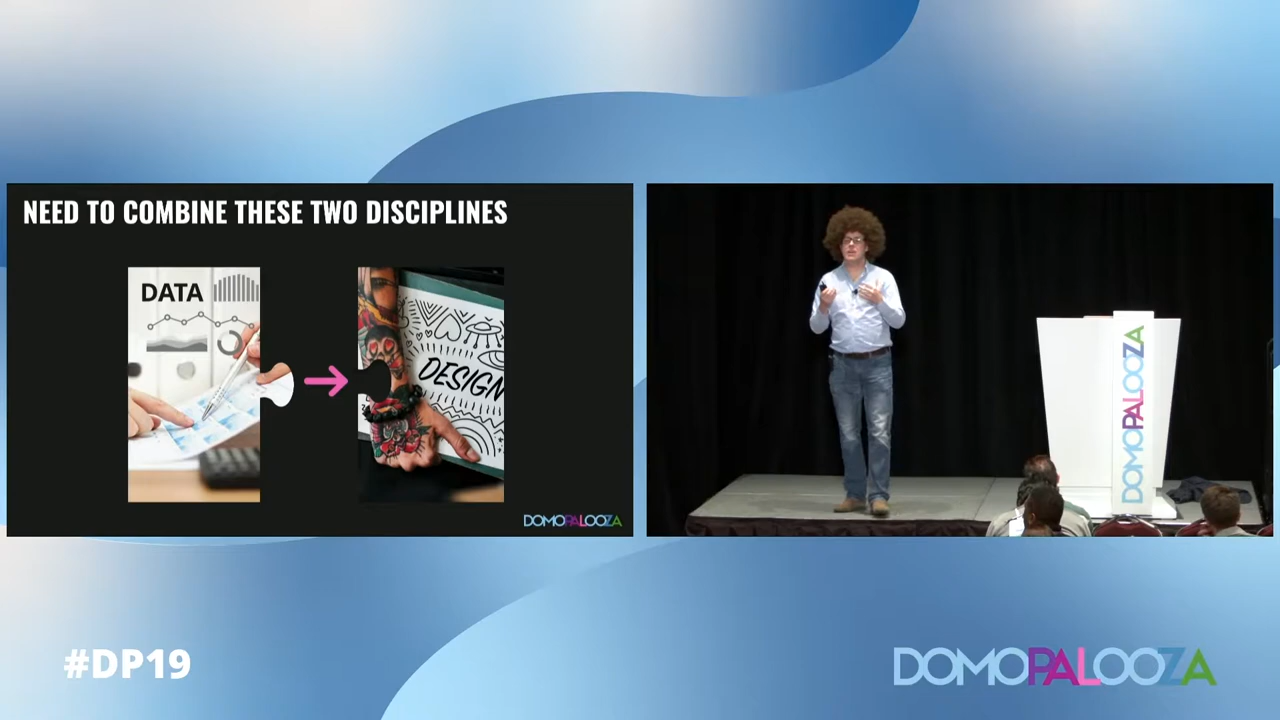 NEED TO COMBINE THESE TWO DISCIPLINES
DATA
DESIGN
DOMOPALOOZA
DOMOPALOOZA
#DP19
DOMOPALOOZA